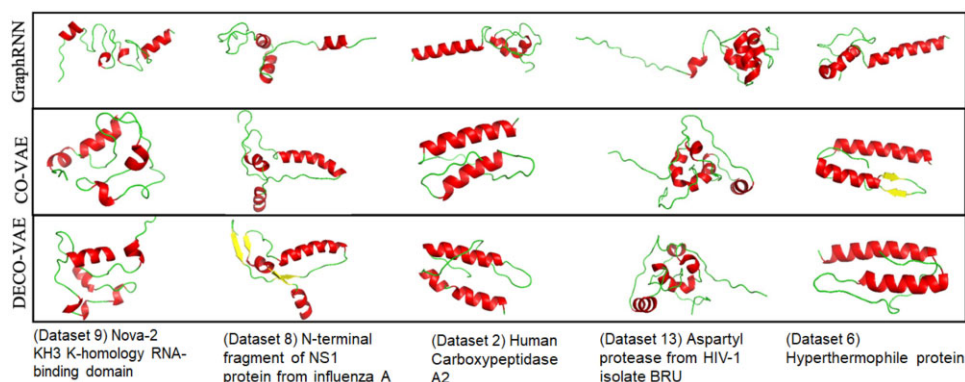 GraphRNN
CO-VAE
DECO-VAE
(Dataset 9) Nova-2
KH3 K-homology RNA-
binding domain
(Dataset 8) N-terminal
fragment of NS1
protein from influenza A
(Dataset 2) Human
Carboxypeptidase
A2
(Dataset 13) Aspartyl
protease from HIV-1
isolate BRU
(Dataset 6)
Hyperthermophile protein